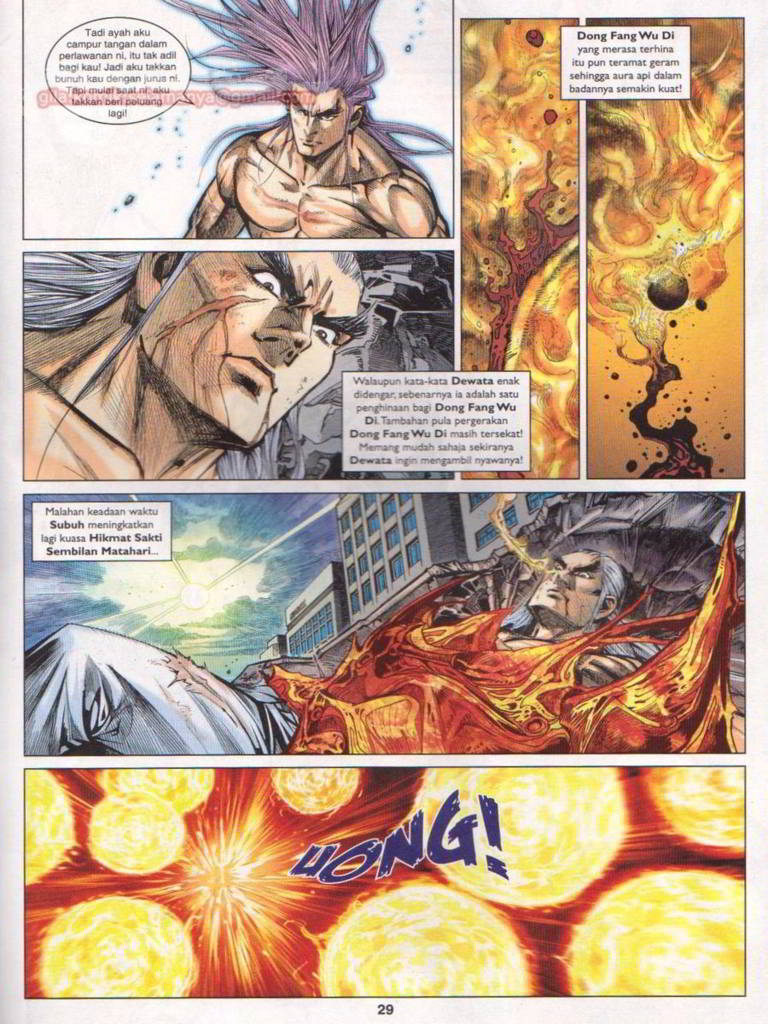 Tadi ayah aku
campur tangan dalam
perlawanan ni, itu tak adil
bagi kau! Jadi aku takkan
bunuh kau dengan jurus ni.
Tapi mulai saat ni, aku
takkan beri peluang
lagi!
Dong Fang Wu Di
yang merasa terhina
itu pun teramat geram
sehingga aura api dalam
badannya semakin kuat!
Walaupun kata-kata Dewata enak
didengar, sebenarnya ia adalah satu
penghinaan bagi Dong Fang Wu
Di. Tambahan pula pergerakan
Dong Fang Wu Di masih tersekat!
Memang mudah sahaja sekiranya
Dewata ingin mengambil nyawanya!
Malahan keadaan waktu
Subuh meningkatkan
lagi kuasa Hikmat Sakti
Sembilan Matahari...
UONG!
29